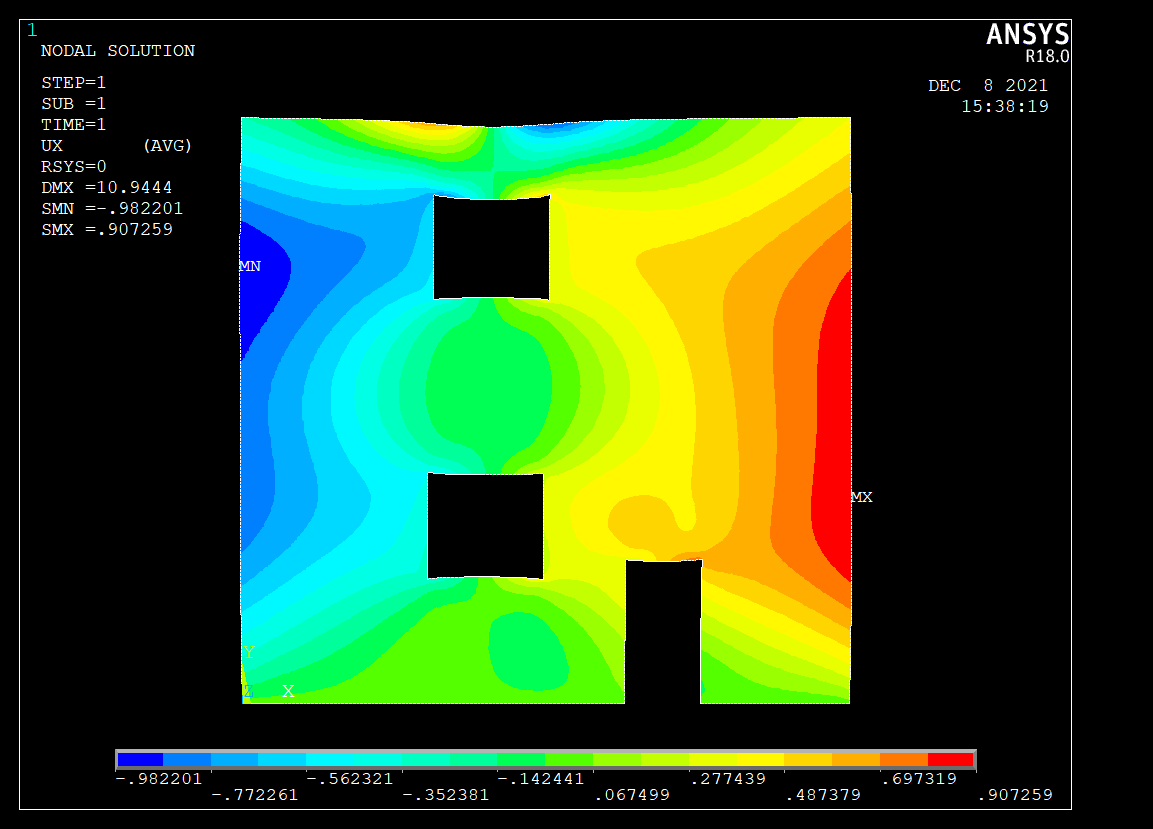 1
ANSYS
R18.0
NODAL SOLUTION
STEP=1
SUB =1
TIME=1
UX (AVG)
RSYS=0
DMX =10.9444
SMN =-.982201
SMX =.907259
DEC 8 2021
15:38:19
MN
MX
Y
Z X
-.982201 -.562321 -.142441 .277439 .697319
-.772261 -.352381 .067499 .487379 .907259